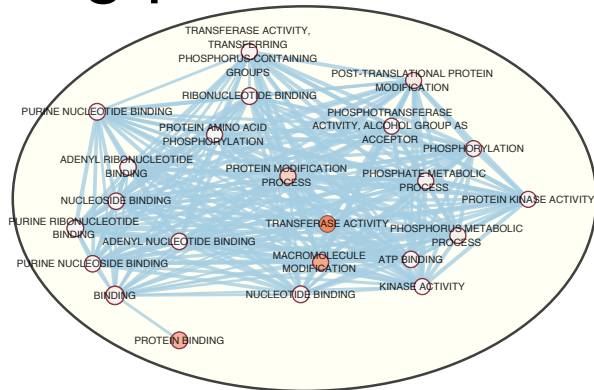 TRANSFERASE ACTIVITY,
TRANSFERRING
PHOSPHORUS-CONTAINING
GROUPS
POST-TRANSLATIONAL PROTEIN
MODIFICATION
RIBONUCLEOTIDE BINDING
PURINE NUCLEOTIDE BINDING
PHOSPHOTRANSFERASE
ACTIVITY, ALCOHOL GROUP AS
ACCEPTOR
PROTEIN AMINO ACID
PHOSPHORYLATION
PHOSPHORYLATION
ADENYL RIBONUCLEOTIDE
BINDING
PROTEIN MODIFICATION
PROCESS
PHOSPHATE METABOLIC
PROCESS
NUCLEOSIDE BINDING
PROTEIN KINASE ACTIVITY
PURINE RIBONUCLEOTIDE
BINDING
TRANSFERASE ACTIVITY
PHOSPHORUS METABOLIC
PROCESS
ADENYL NUCLEOTIDE BINDING
PURINE NUCLEOSIDE BINDING
MACROMOLECULE
MODIFICATION
ATP BINDING
BINDING
NUCLEOTIDE BINDING
KINASE ACTIVITY
PROTEIN BINDING